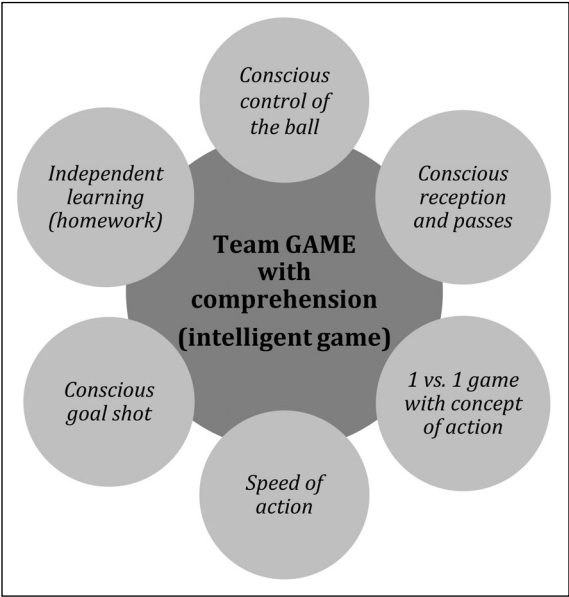 Conscious
control of
the ball
Independent
learning
(homework)
Conscious
reception
and passes
Team GAME
with
comprehension
(intelligent game)
Conscious
goal shot
1 vs. 1 game
with concept
of action
Speed of
action